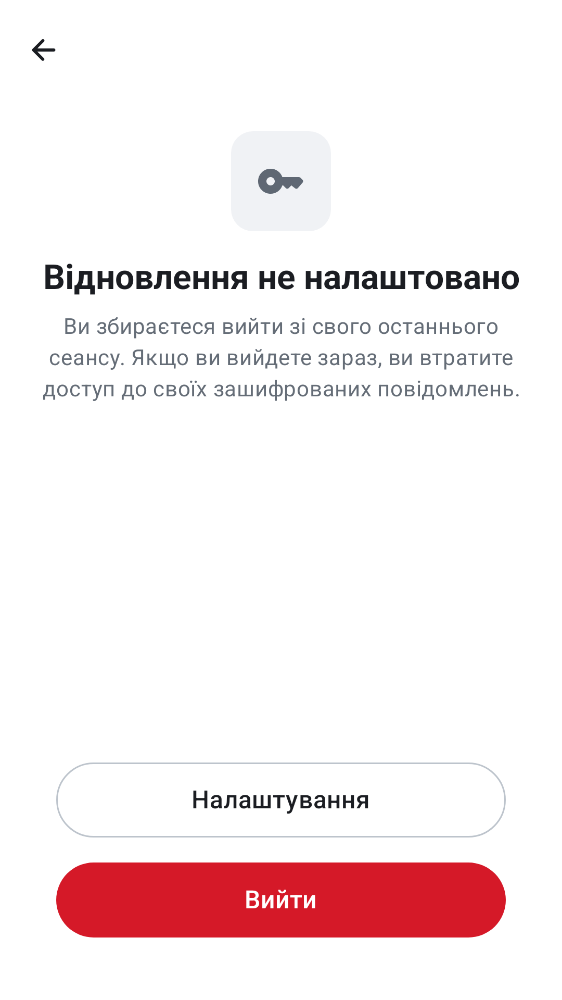 Відновлення не налаштовано
Ви збираєтеся вийти зі свого останнього
сеансу. Якщо ви вийдете зараз, ви втратите
доступ до своїх зашифрованих повідомлень.
Налаштування
Вийти